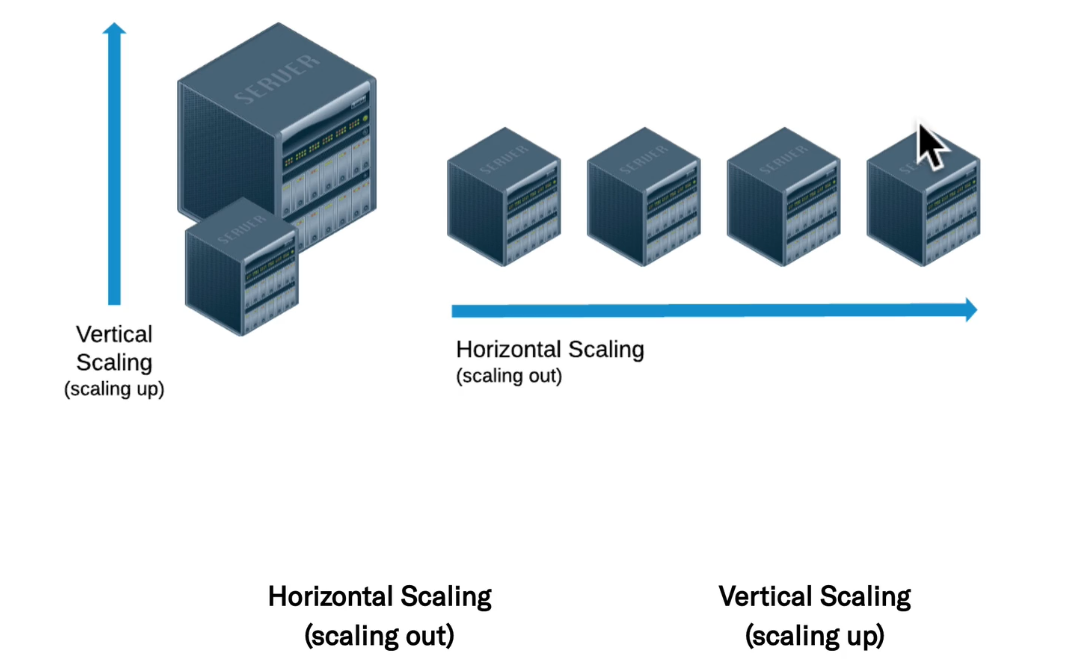 SERVER
SERVER
SERVER
SERVER
SERVER
Vertical
Scaling
(scaling up)
Horizontal Scaling
(scaling out)
Horizontal Scaling
(scaling out)
Vertical Scaling
(scaling up)